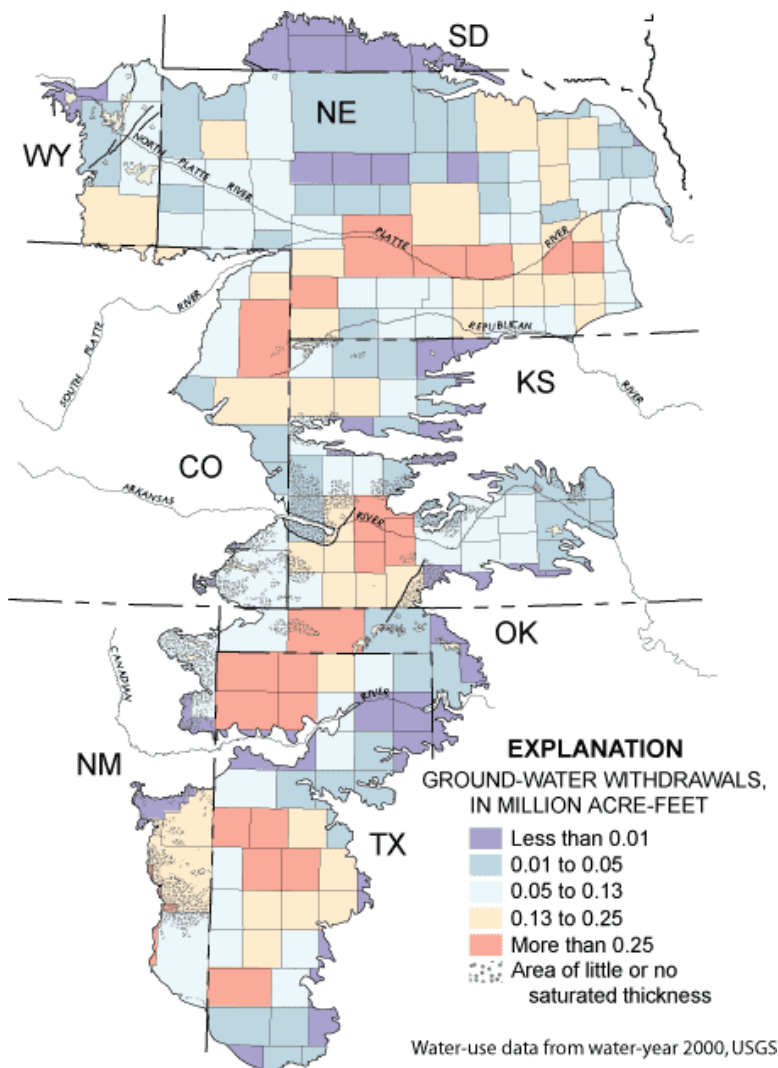 SD
NE
WY
NORTH PLATTE RIVER
PLATTE RIVER
SOUTH PLATTE RIVER
REPUBLICAN RIVER
KS
CO
ARKANSAS RIVER
OK
CANADIAN RIVER
NM
TX
EXPLANATION
GROUND-WATER WITHDRAWALS,
IN MILLION ACRE-FEET
Less than 0.01
0.01 to 0.05
0.05 to 0.13
0.13 to 0.25
More than 0.25
Area of little or no
saturated thickness
Water-use data from water-year 2000, USGS